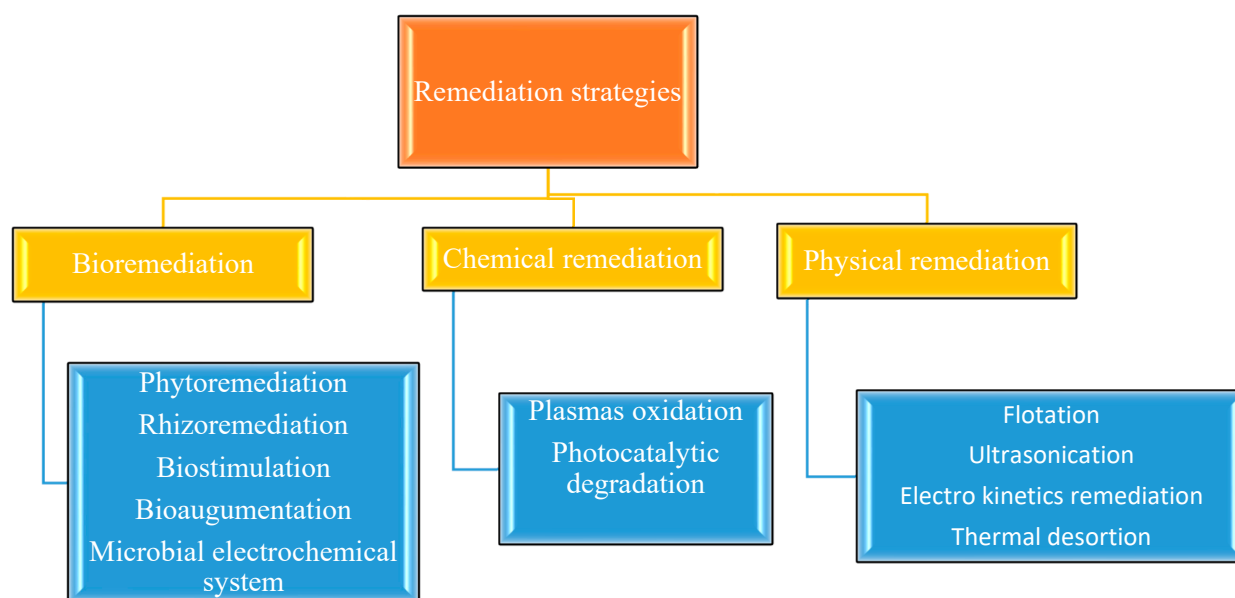 Remediation strategies
Bioremediation
Chemical remediation
Physical remediation
Phytoremediation
Rhizoremediation
Biostimulation
Bioaugumentation
Microbial electrochemical
system
Plasmas oxidation
Photocatalytic
degradation
Flotation
Ultrasonication
Electro kinetics remediation
Thermal desortion